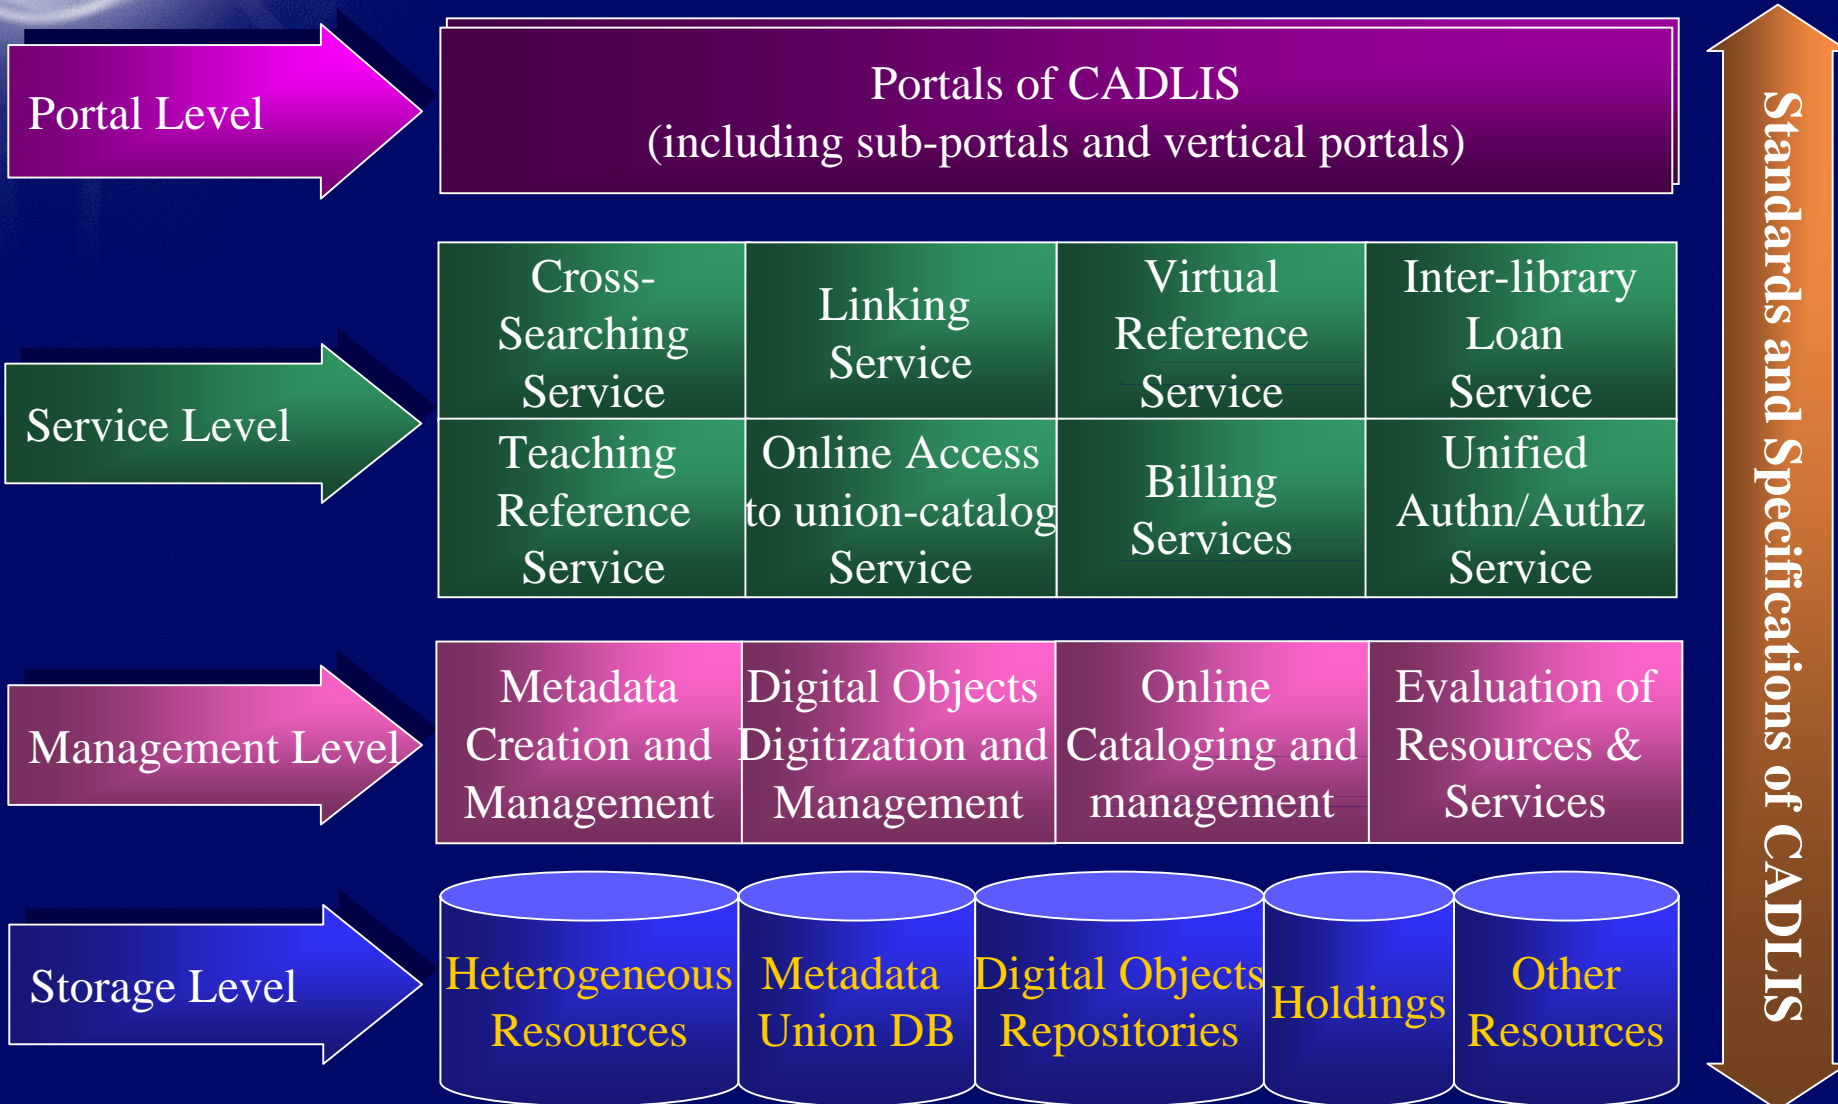 Portal Level
Portals of CADLIS
(including sub-portals and vertical portals)
Service Level
Cross-
Searching
Service
Linking
Service
Virtual
Reference
Service
Inter-library
Loan
Service
Teaching
Reference
Service
Online Access
to union-catalog
Service
Billing
Services
Unified
Authn/Authz
Service
Management Level
Metadata
Creation and
Management
Digital Objects
Digitization and
Management
Online
Cataloging and
management
Evaluation of
Resources &
Services
Storage Level
Heterogeneous
Resources
Metadata
Union DB
Digital Objects
Repositories
Holdings
Other
Resources
Standards and Specifications of CADLIS